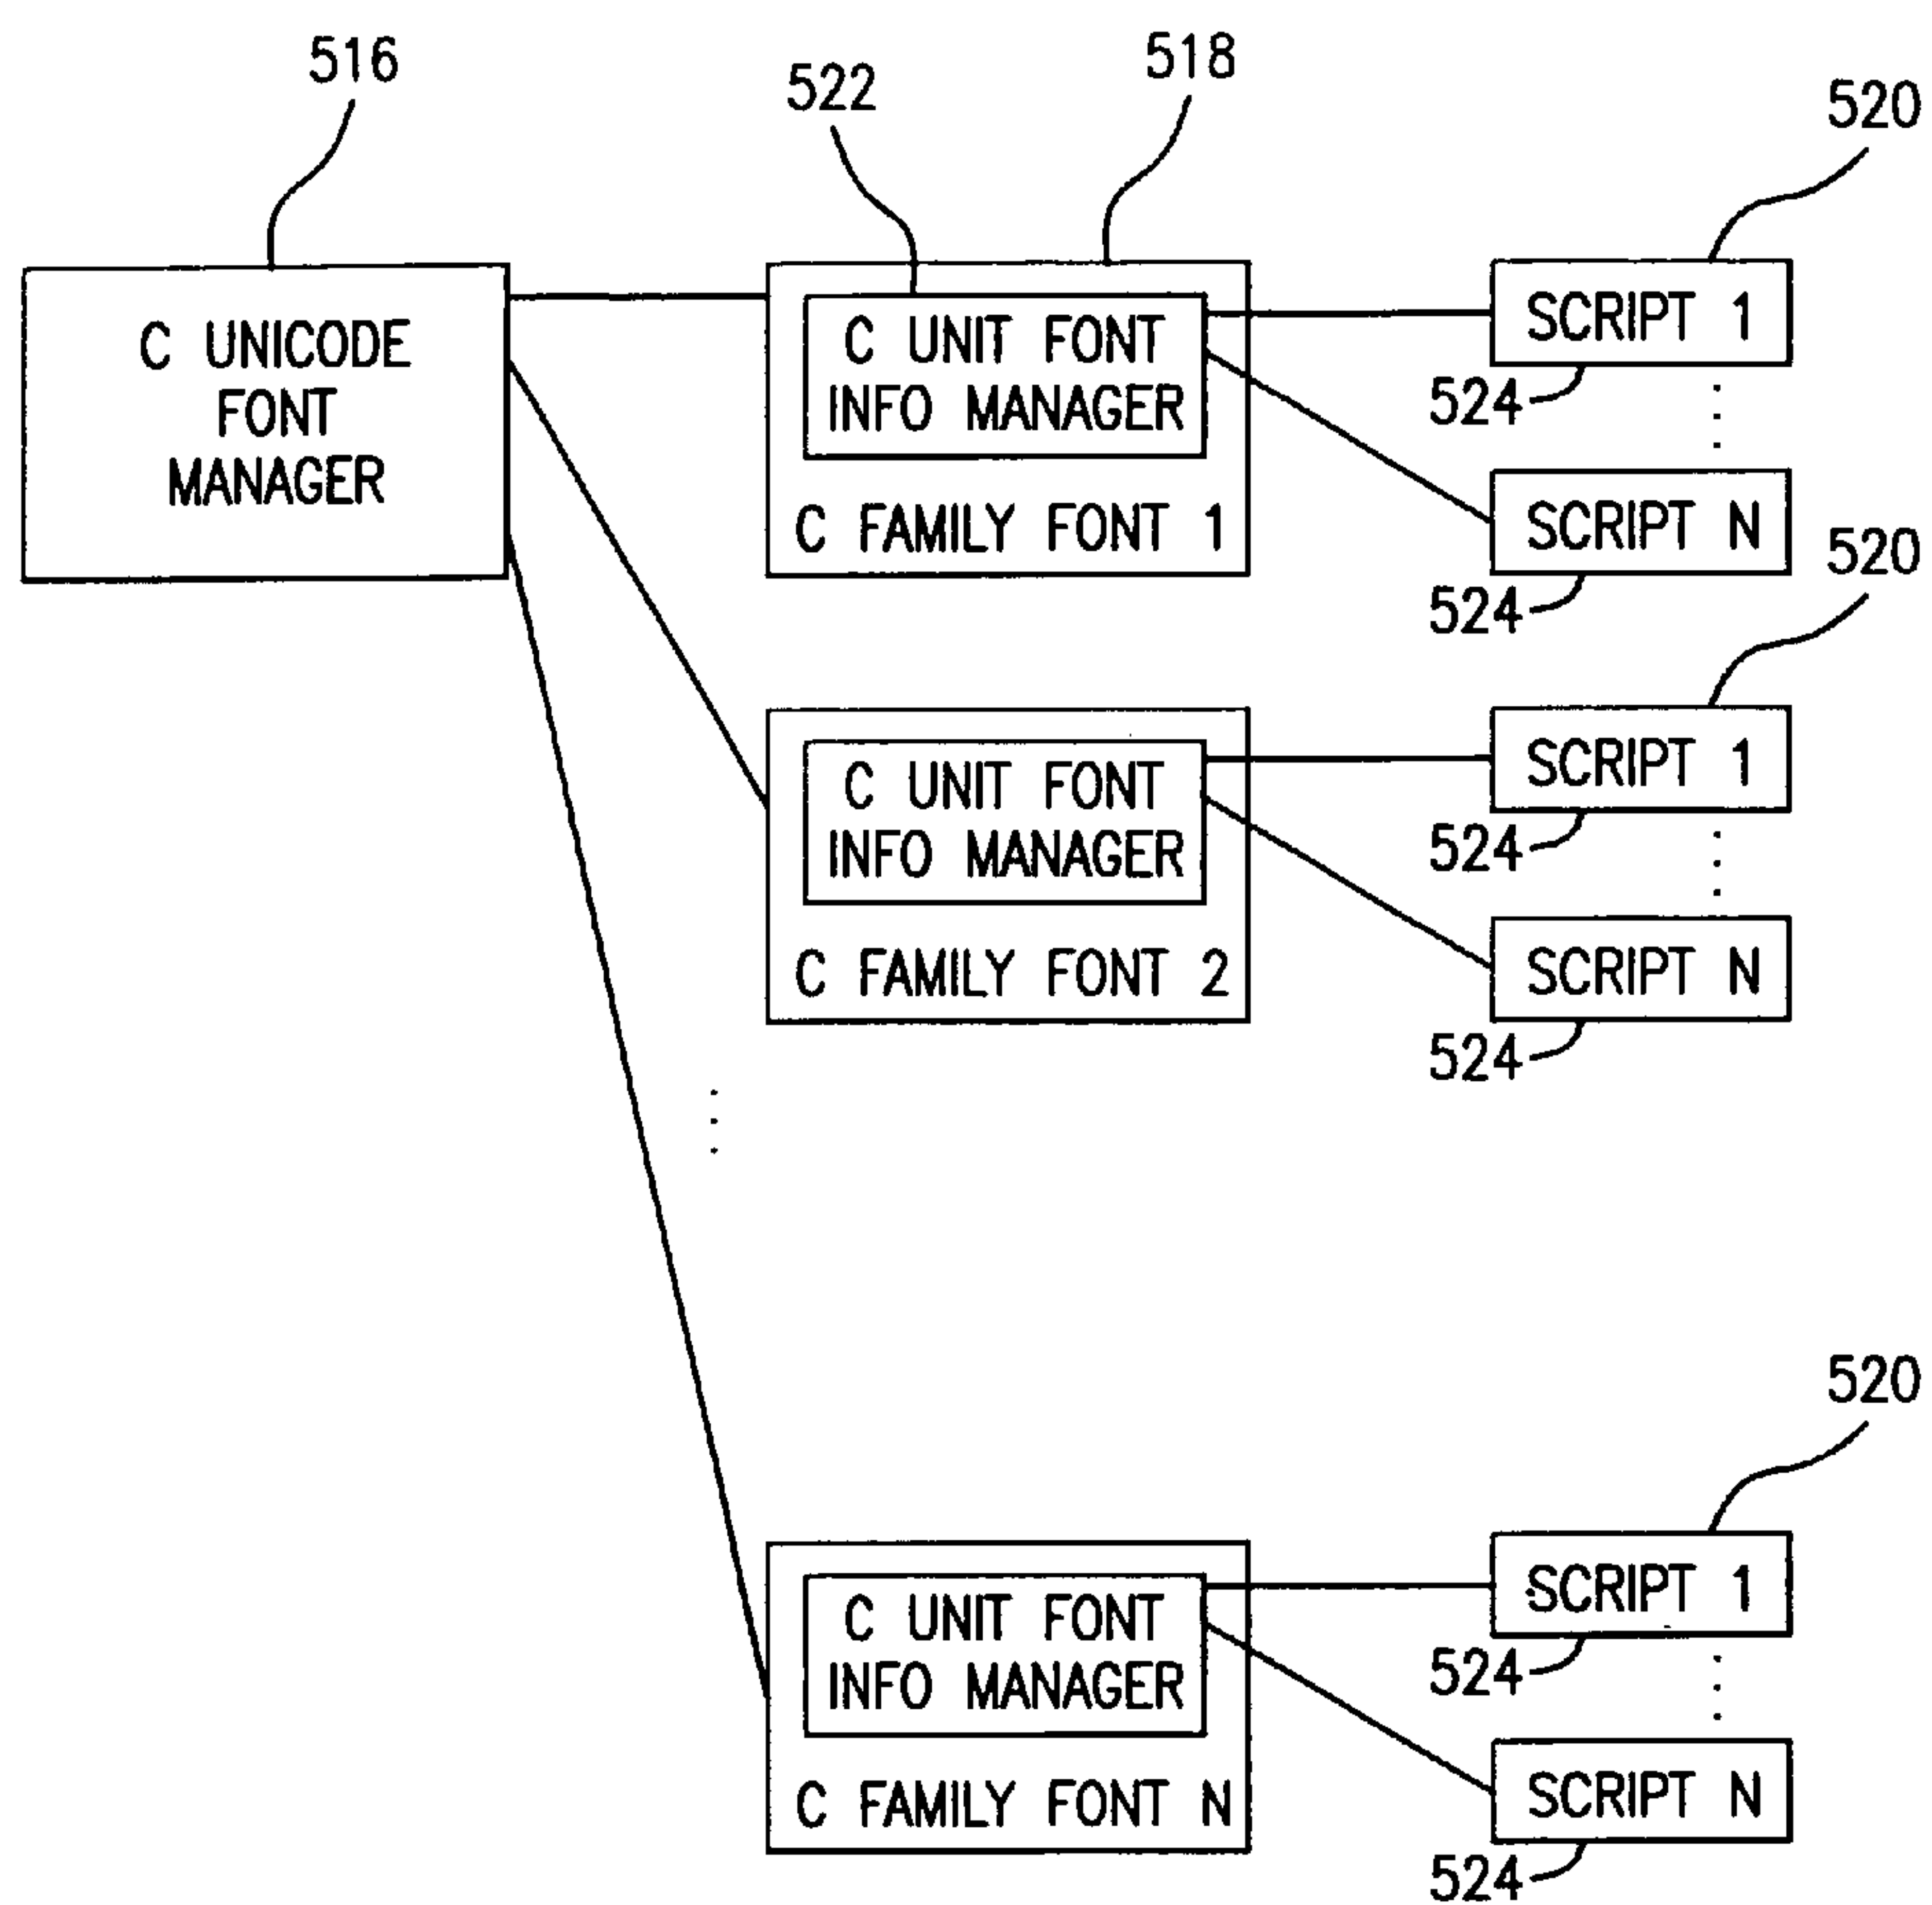 516
522
518
520
C UNICODE
FONT
MANAGER
C UNIT FONT
INFO MANAGER
C FAMILY FONT 1
SCRIPT 1
524
SCRIPT N
524
520
C UNIT FONT
INFO MANAGER
C FAMILY FONT 2
SCRIPT 1
524
SCRIPT N
524
520
C UNIT FONT
INFO MANAGER
C FAMILY FONT N
SCRIPT 1
524
SCRIPT N
524